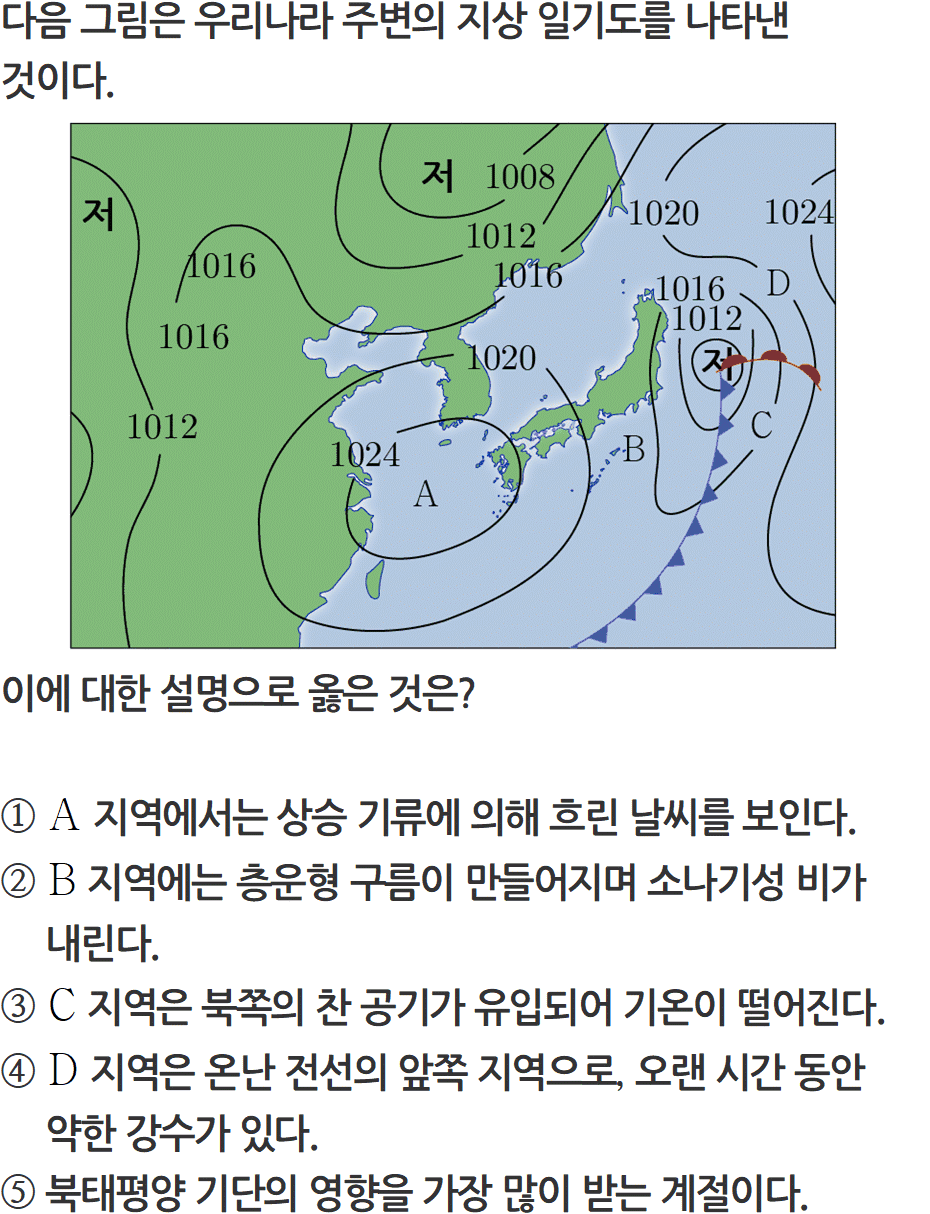 다음 그림은 우리나라 주변의 지상 일기도를 나타낸
것이다.
저 1008
저 1020 1024
1012
1016 1016
D
1016
1012
1016 1020
저
1012
C
1024 B
A
이에 대한 설명으로 옳은 것은?
① A 지역에서는 상승 기류에 의해 흐린 날씨를 보인다.
② B 지역에는 층운형 구름이 만들어지며 소나기성 비가
내린다.
③ C 지역은 북쪽의 찬 공기가 유입되어 기온이 떨어진다.
④ D 지역은 온난 전선의 앞쪽 지역으로, 오랜 시간 동안
약한 강수가 있다.
⑤ 북태평양 기단의 영향을 가장 많이 받는 계절이다.